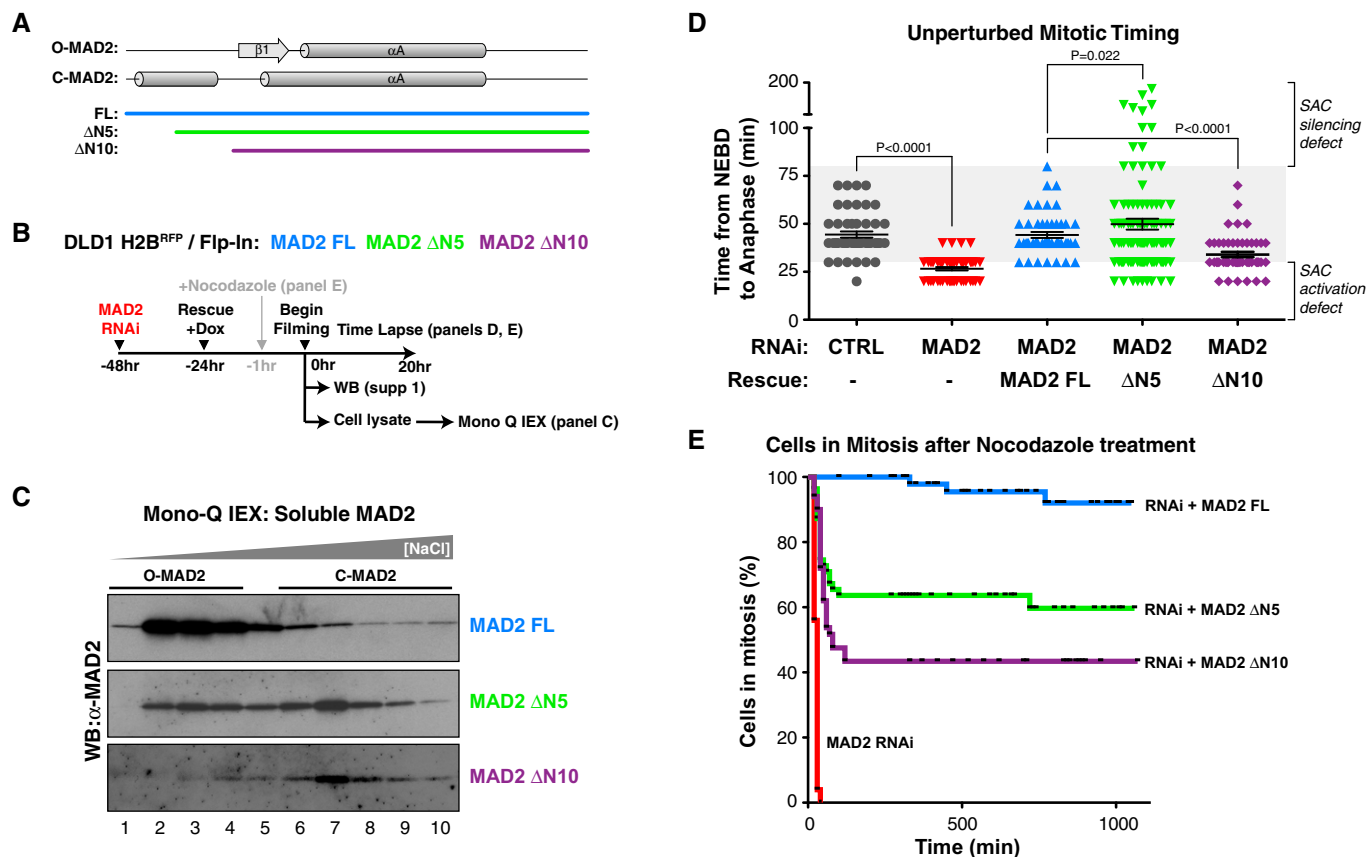 A
O-MAD2:
β1
αA
C-MAD2:
αA
FL:
ΔN5:
ΔN10:
B
DLD1 H2BRFP / Flp-In: MAD2 FL MAD2 ΔN5 MAD2 ΔN10
+Nocodazole (panel E)
MAD2 RNAi
Rescue +Dox
Begin Filming
Time Lapse (panels D, E)
-48hr
-24hr
-1hr
0hr
20hr
WB (supp 1)
Cell lysate
Mono Q IEX (panel C)
C
Mono-Q IEX: Soluble MAD2
[NaCl]
O-MAD2
C-MAD2
WB:α-MAD2
MAD2 FL
MAD2 ΔN5
MAD2 ΔN10
1 2 3 4 5 6 7 8 9 10
D
Unperturbed Mitotic Timing
P=0.022
P<0.0001
P<0.0001
Time from NEBD
to Anaphase (min)
200
100
75
50
25
0
SAC
silencing
defect
SAC
activation
defect
RNAi: CTRL MAD2 MAD2 MAD2 MAD2
Rescue: - - MAD2 FL ΔN5 ΔN10
E
Cells in Mitosis after Nocodazole treatment
Cells in mitosis (%)
100
80
60
40
20
0
RNAi + MAD2 FL
RNAi + MAD2 ΔN5
RNAi + MAD2 ΔN10
MAD2 RNAi
0 500 1000
Time (min)